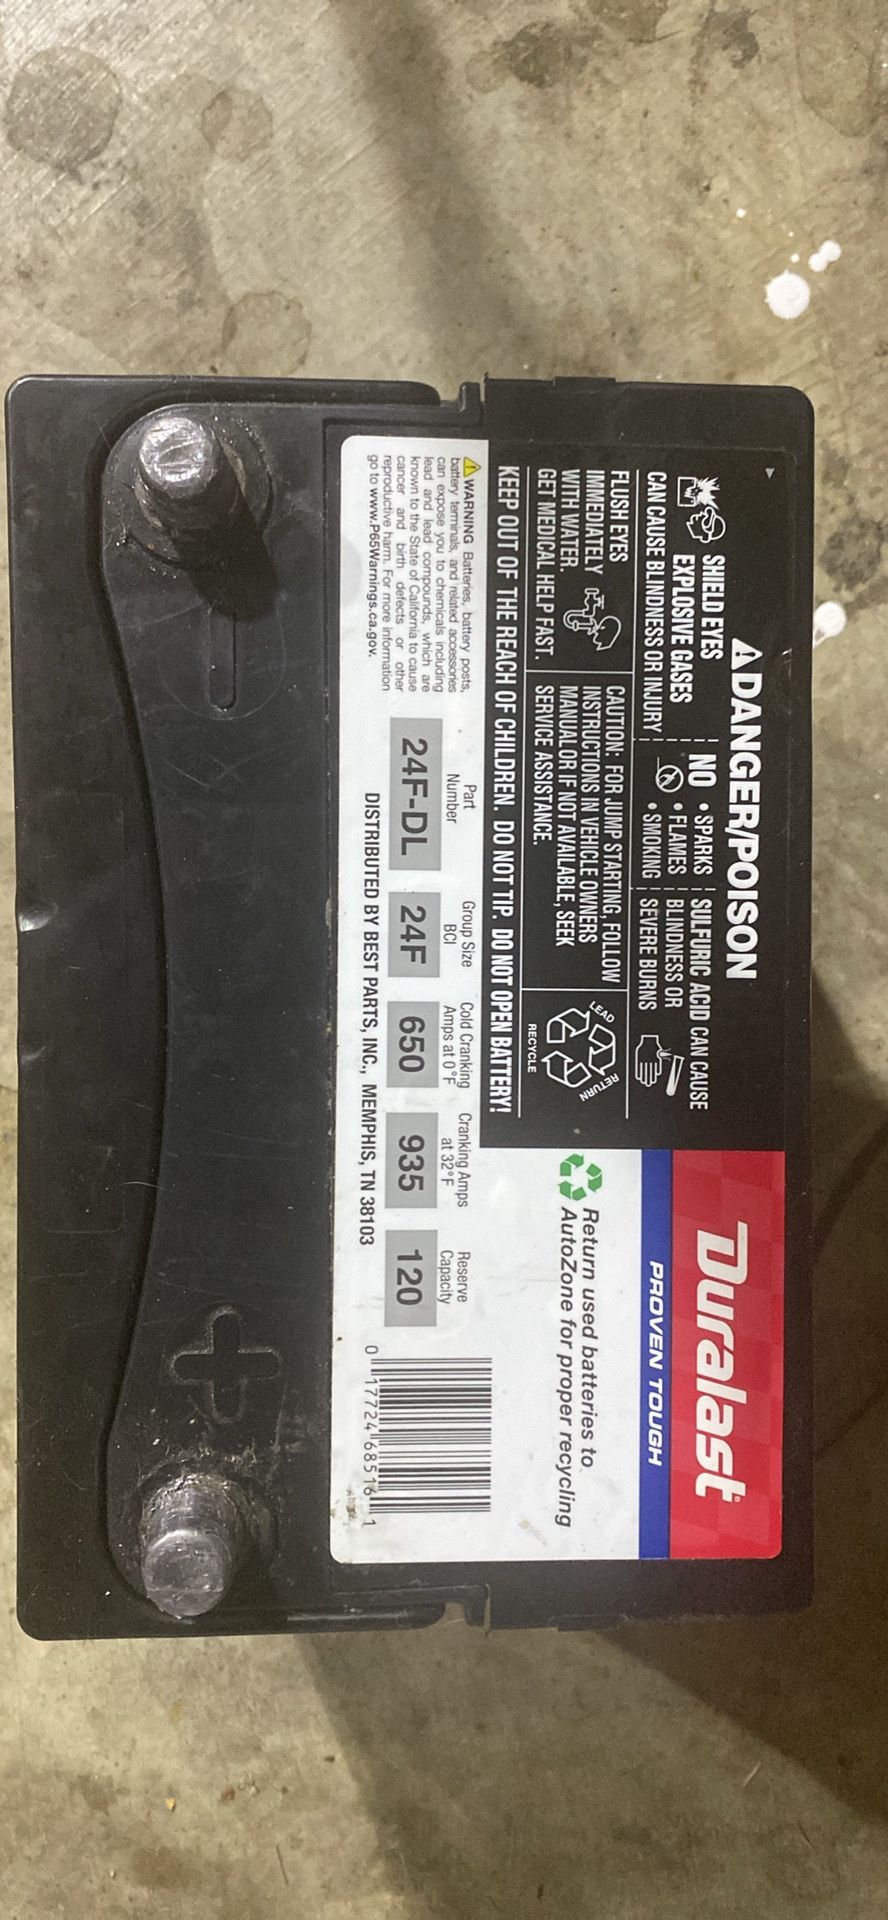 ⚠DANGER/POISON
SHIELD EYES
EXPLOSIVE GASES
CAN CAUSE BLINDNESS OR INJURY
NO
• SPARKS
• FLAMES
• SMOKING
SULFURIC ACID CAN CAUSE
BLINDNESS OR
SEVERE BURNS
FLUSH EYES
IMMEDIATELY
WITH WATER.
GET MEDICAL HELP FAST.
CAUTION: FOR JUMP STARTING, FOLLOW
INSTRUCTIONS IN VEHICLE OWNERS
MANUAL OR IF NOT AVAILABLE, SEEK
SERVICE ASSISTANCE.
LEAD
RETURN
RECYCLE
KEEP OUT OF THE REACH OF CHILDREN. DO NOT TIP. DO NOT OPEN BATTERY!
Duralast
PROVEN TOUGH
Return used batteries to
AutoZone for proper recycling
⚠ WARNING Batteries, battery posts,
battery terminals, and related accessories
can expose you to chemicals including
lead and lead compounds, which are
known to the State of California to cause
cancer and birth defects or other
reproductive harm. For more information
go to www.P65Warnings.ca.gov.
Part
Number
24F-DL
Group Size
BCI
24F
Cold Cranking
Amps at 0°F
650
Cranking Amps
at 32°F
935
Reserve
Capacity
120
DISTRIBUTED BY BEST PARTS, INC., MEMPHIS, TN 38103
0 17724 68516 1